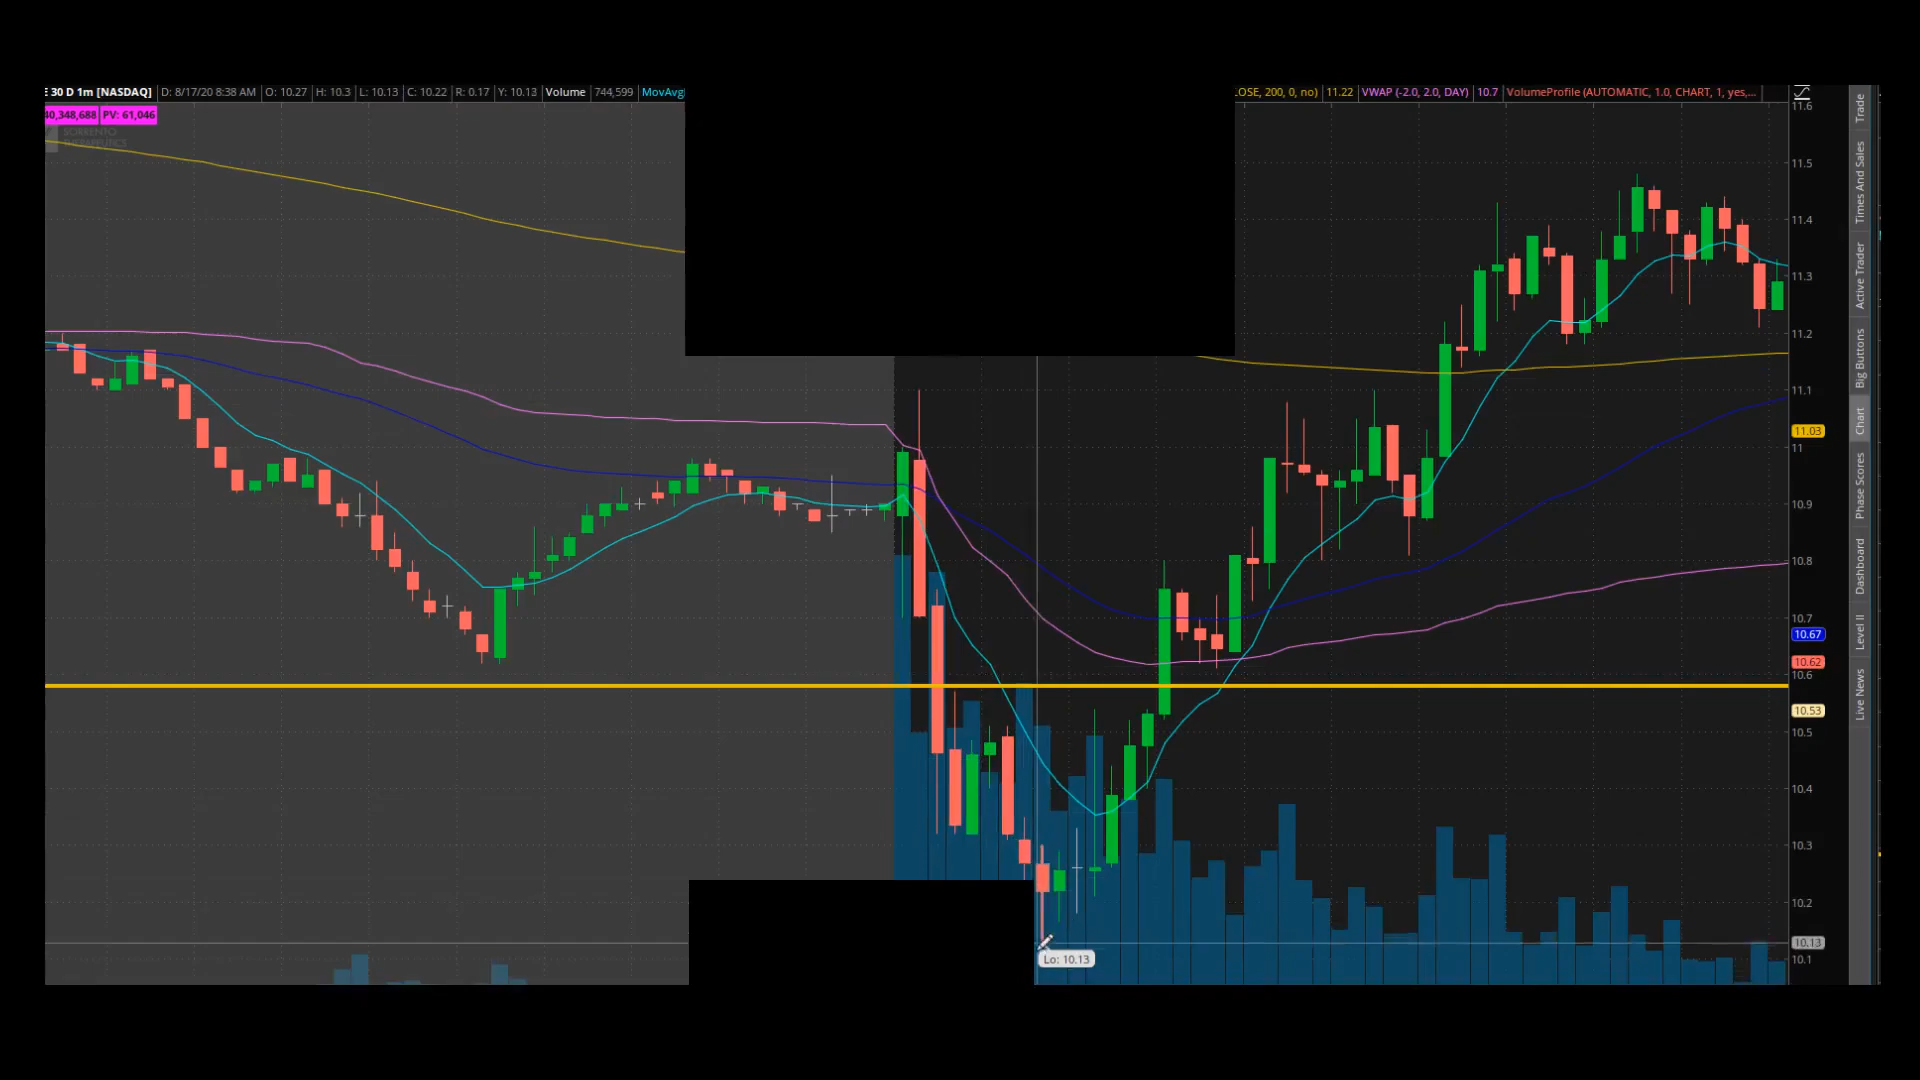 E 30 D 1m [NASDAQ] D: 8/17/20 8:38 AM O: 10.27 H: 10.3 L: 10.13 C: 10.22 R: 0.17 Y: 10.13 Volume 744,599 MovAvg
LOSE, 200, 0, no) 11.22 VWAP (-2.0, 2.0, DAY) 10.7 VolumeProfile (AUTOMATIC, 1.0, CHART, 1, yes,...
40,348,688 PV: 61,046
SORRENTO
THERAPEUTICS
11.6
11.5
11.4
11.3
11.2
11.1
11.03
11
10.9
10.8
10.7
10.67
10.62
10.6
10.53
10.5
10.4
10.3
10.2
10.13
10.1
Lo: 10.13
Trade
Times And Sales
Active Trader
Big Buttons
Chart
Phase Scores
Dashboard
Level II
Live News